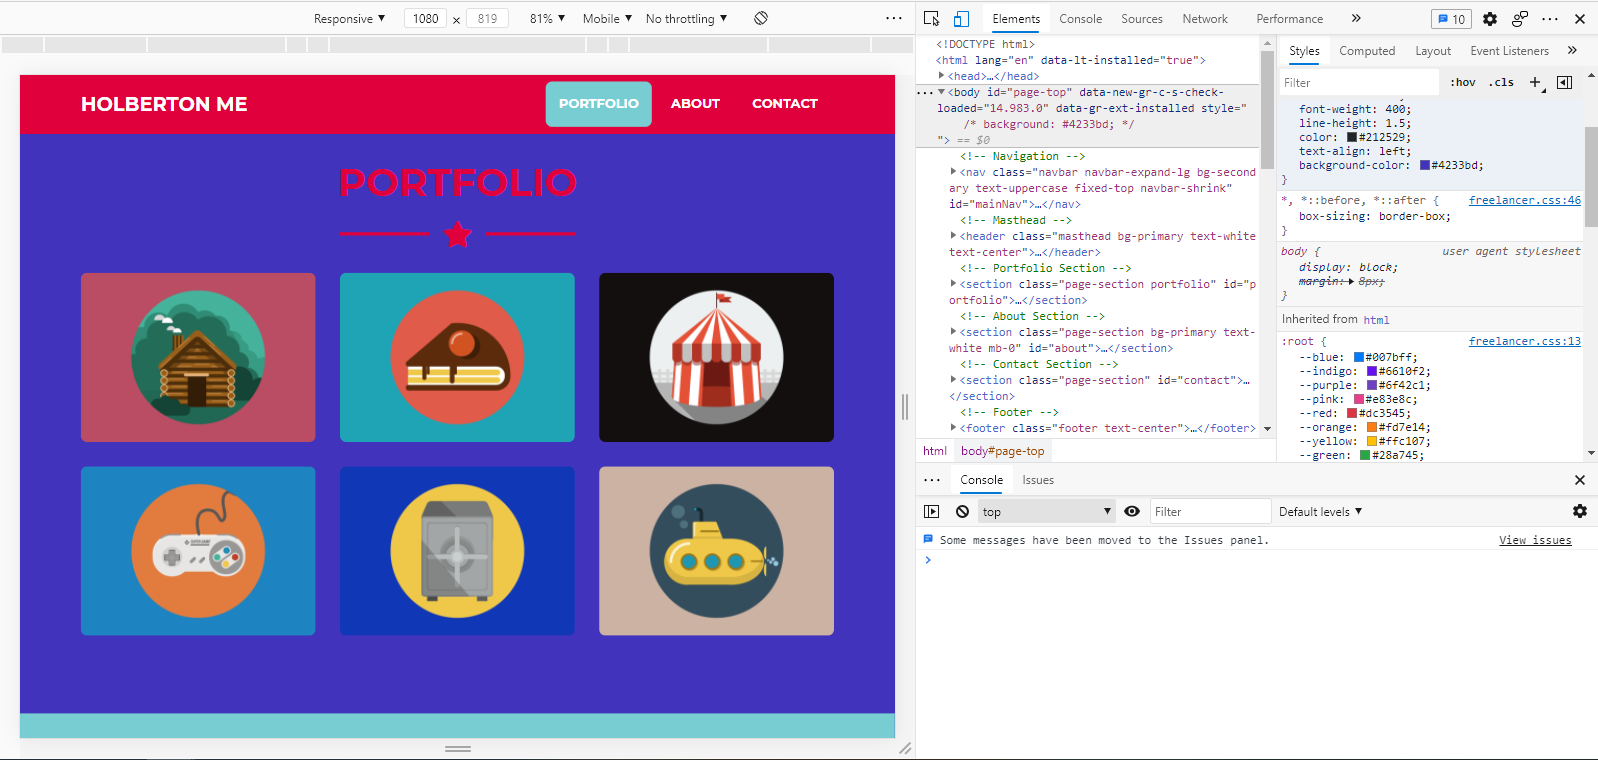 Responsive ▼ 1080 × 819 81% ▼ Mobile ▼ No throttling ▼ ···
Elements Console Sources Network Performance » 10 ···
HOLBERTON ME PORTFOLIO ABOUT CONTACT
PORTFOLIO
<!DOCTYPE html>
<html lang="en" data-lt-installed="true">
<head>…</head>
<body id="page-top" data-new-gr-c-s-check-
loaded="14.983.0" data-gr-ext-installed style="
/* background: #4233bd; */
"> == $0
<!-- Navigation -->
<nav class="navbar navbar-expand-lg bg-second
ary text-uppercase fixed-top navbar-shrink"
id="mainNav">…</nav>
<!-- Masthead -->
<header class="masthead bg-primary text-white
text-center">…</header>
<!-- Portfolio Section -->
<section class="page-section portfolio" id="p
ortfolio">…</section>
<!-- About Section -->
<section class="page-section bg-primary text-
white mb-0" id="about">…</section>
<!-- Contact Section -->
<section class="page-section" id="contact">…
</section>
<!-- Footer -->
<footer class="footer text-center">…</footer>
html body#page-top
Styles Computed Layout Event Listeners »
Filter :hov .cls +
font-weight: 400;
line-height: 1.5;
color: #212529;
text-align: left;
background-color: #4233bd;
}
*, *::before, *::after { freelancer.css:46
box-sizing: border-box;
}
body { user agent stylesheet
display: block;
margin: 8px;
}
Inherited from html
:root { freelancer.css:13
--blue: #007bff;
--indigo: #6610f2;
--purple: #6f42c1;
--pink: #e83e8c;
--red: #dc3545;
--orange: #fd7e14;
--yellow: #ffc107;
--green: #28a745;
··· Console Issues
top ▼ Filter Default levels ▼
Some messages have been moved to the Issues panel. View issues